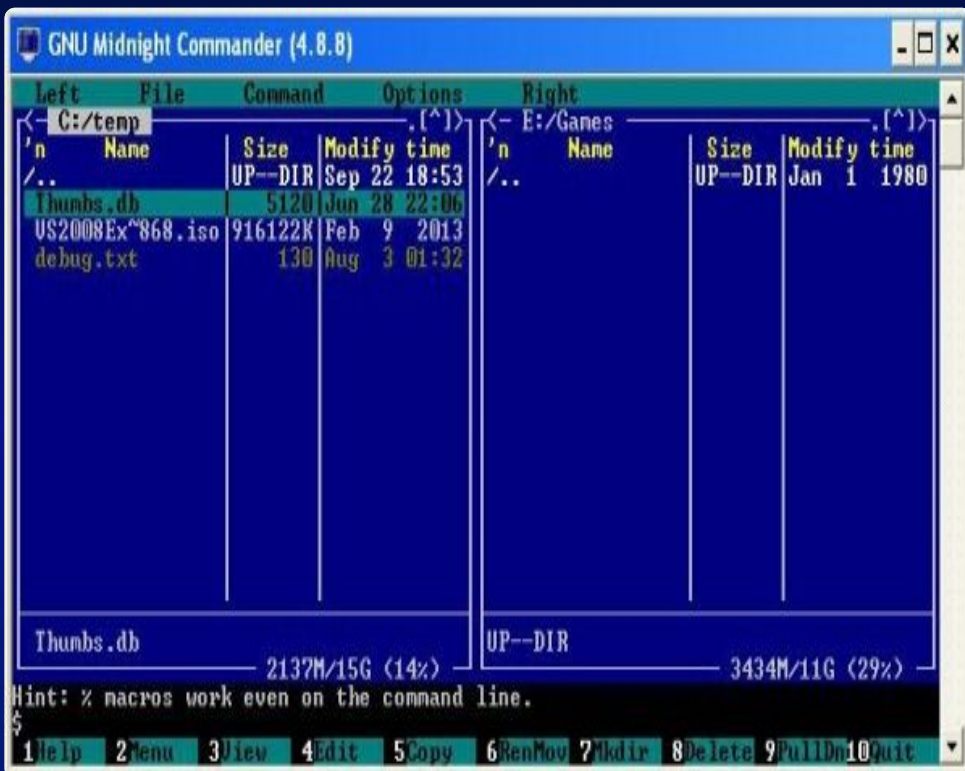 GNU Midnight Commander (4.8.8)
Left File Command Options Right
<- C:/temp .[^]> <- E:/Games .[^]>
'n Name Size Modify time 'n Name Size Modify time
/.. UP--DIR Sep 22 18:53 /.. UP--DIR Jan 1 1980
Thumbs.db 5120 Jun 28 22:06
VS2008Ex~868.iso 916122K Feb 9 2013
debug.txt 130 Aug 3 01:32
Thumbs.db UP--DIR
2137M/15G (14%) 3434M/11G (29%)
Hint: % macros work even on the command line.
$
1Help 2Menu 3View 4Edit 5Copy 6RenMov 7Mkdir 8Delete 9PullDn 10Quit